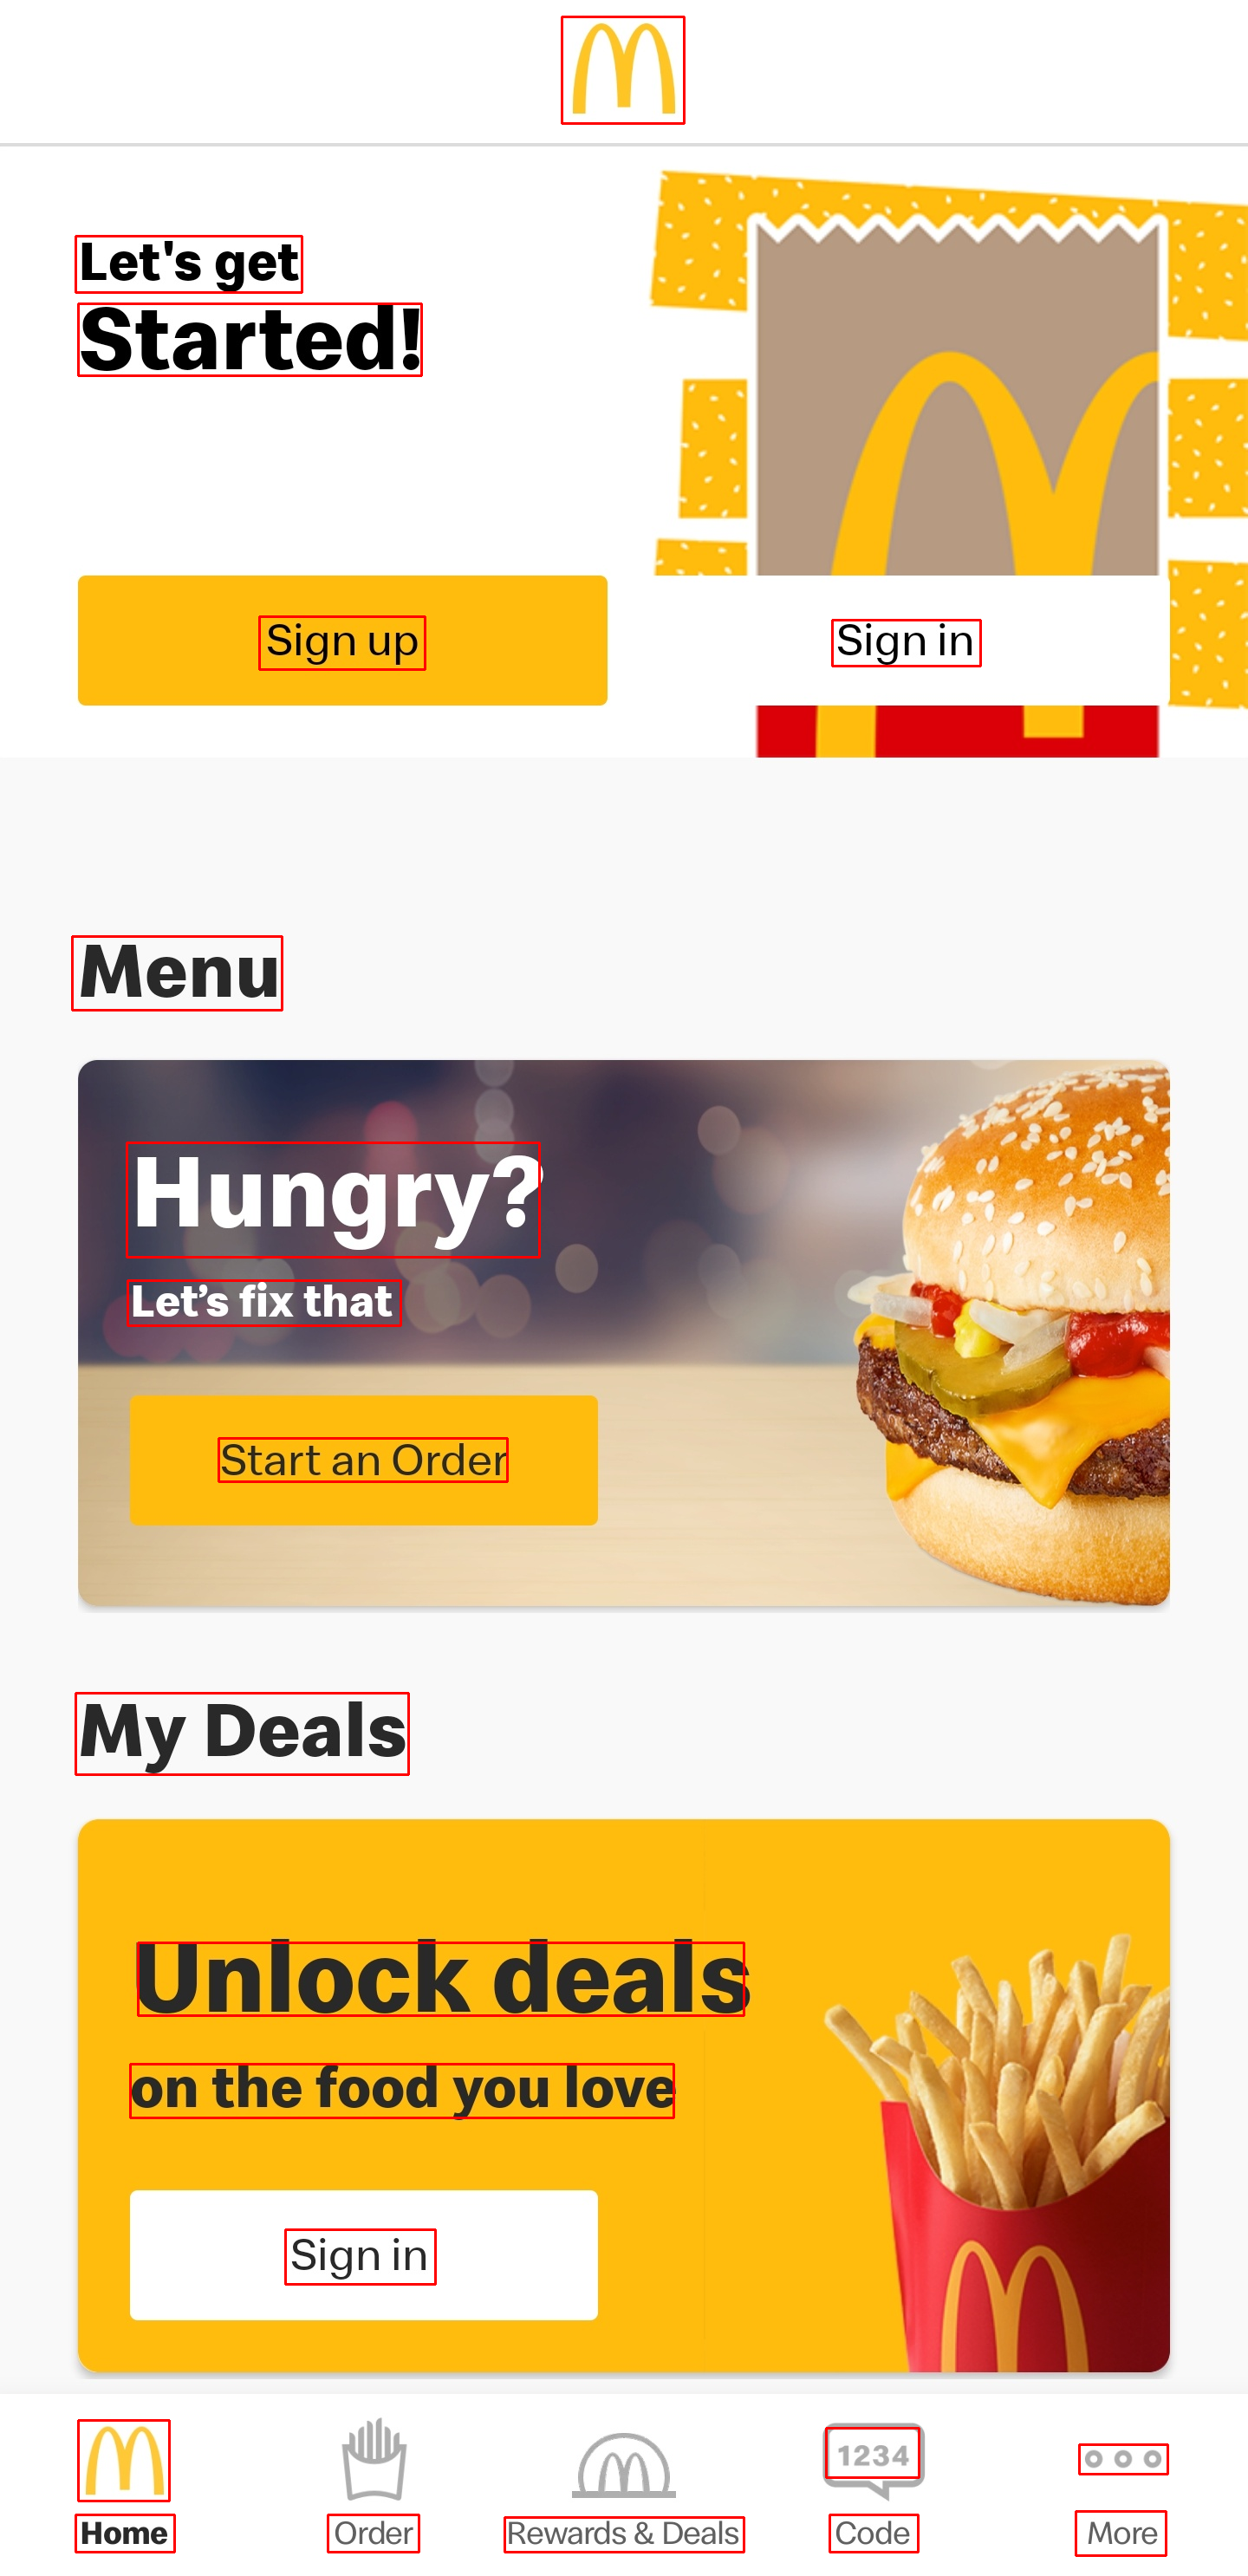 Let's get
Started!
Sign up
Sign in
Menu
Hungry?
Let’s fix that
Start an Order
My Deals
Unlock deals
on the food you love
Sign in
1234
Home
Order
Rewards & Deals
Code
More